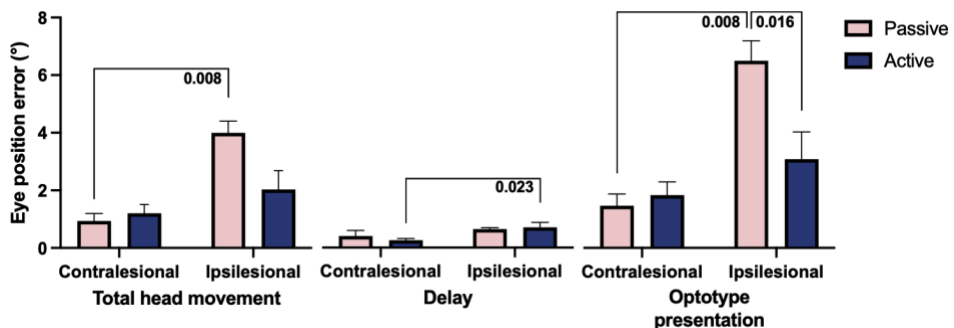 Eye position error (°)
8
6
4
2
0
0.008
0.023
0.008
0.016
Passive
Active
Contralesional
Ipsilesional
Contralesional
Ipsilesional
Contralesional
Ipsilesional
Total head movement
Delay
Optotype
presentation